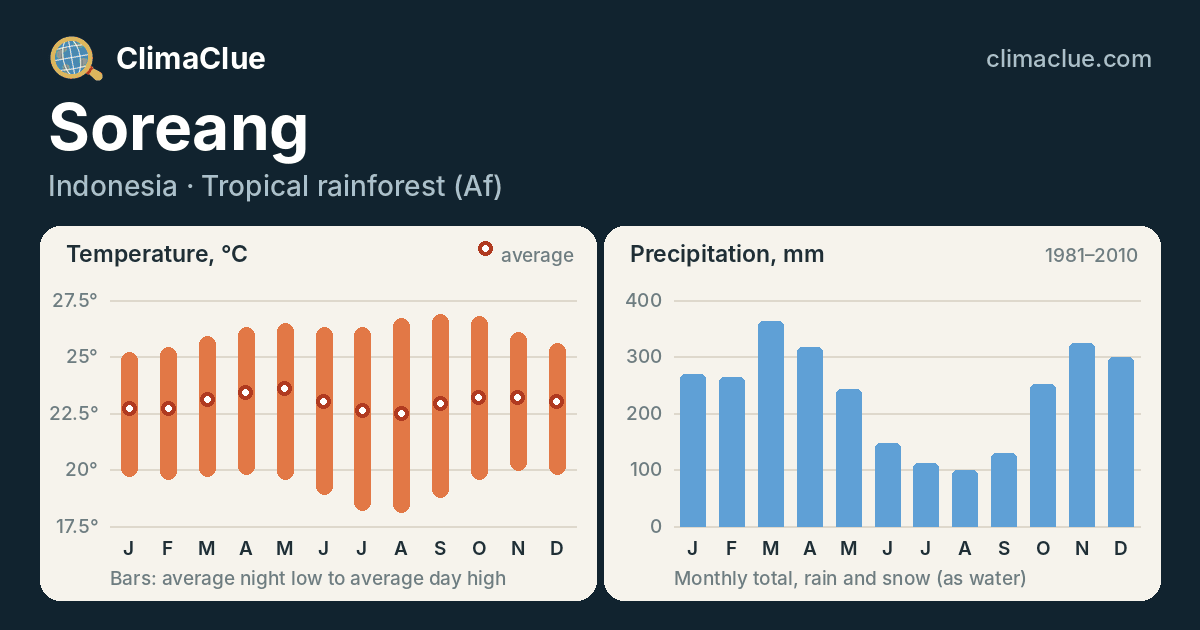 ClimaClue
climaclue.com
Soreang
Indonesia · Tropical rainforest (Af)
Temperature, °C
average
27.5°
25°
22.5°
20°
17.5°
J F M A M J J A S O N D
Bars: average night low to average day high
Precipitation, mm
1981–2010
400
300
200
100
0
J F M A M J J A S O N D
Monthly total, rain and snow (as water)